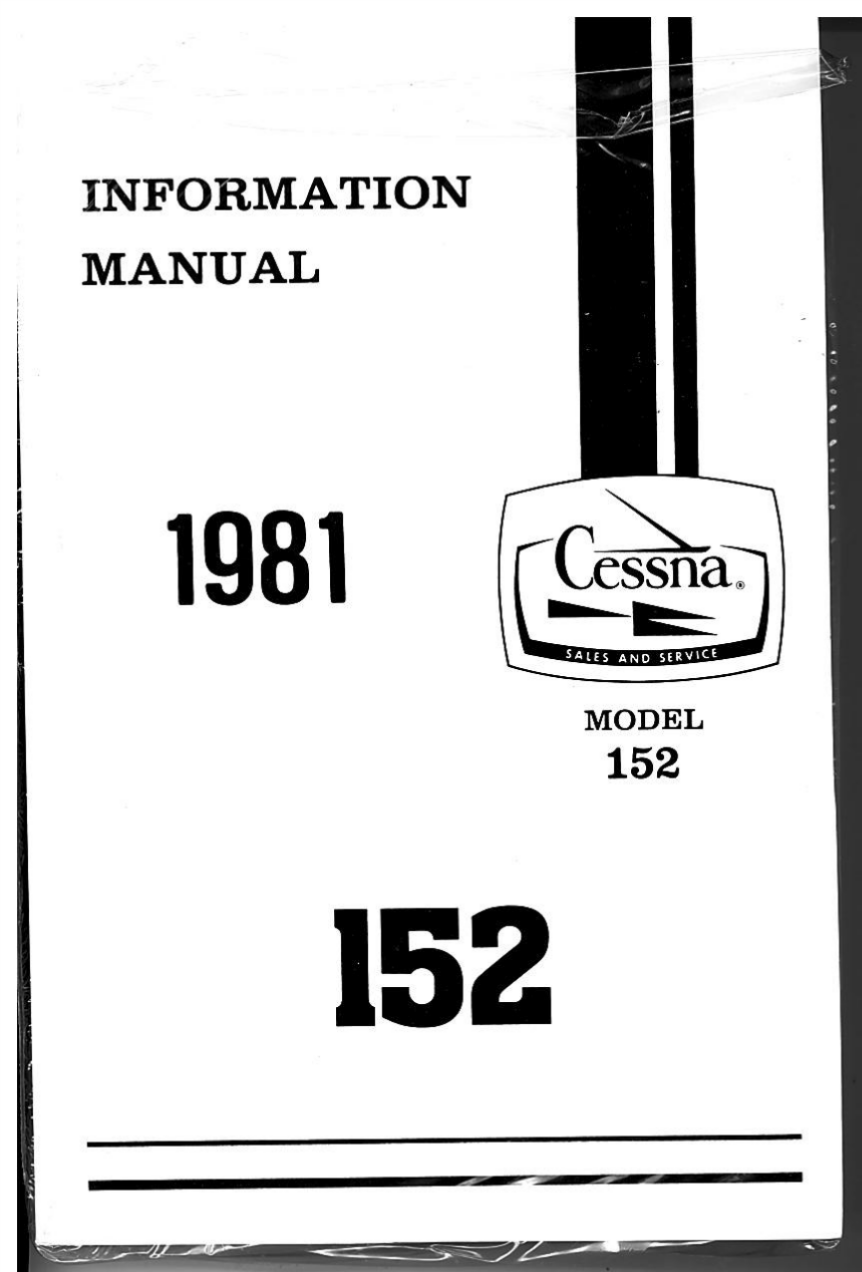 INFORMATION
MANUAL
1981
Cessna®
SALES AND SERVICE
MODEL
152
152